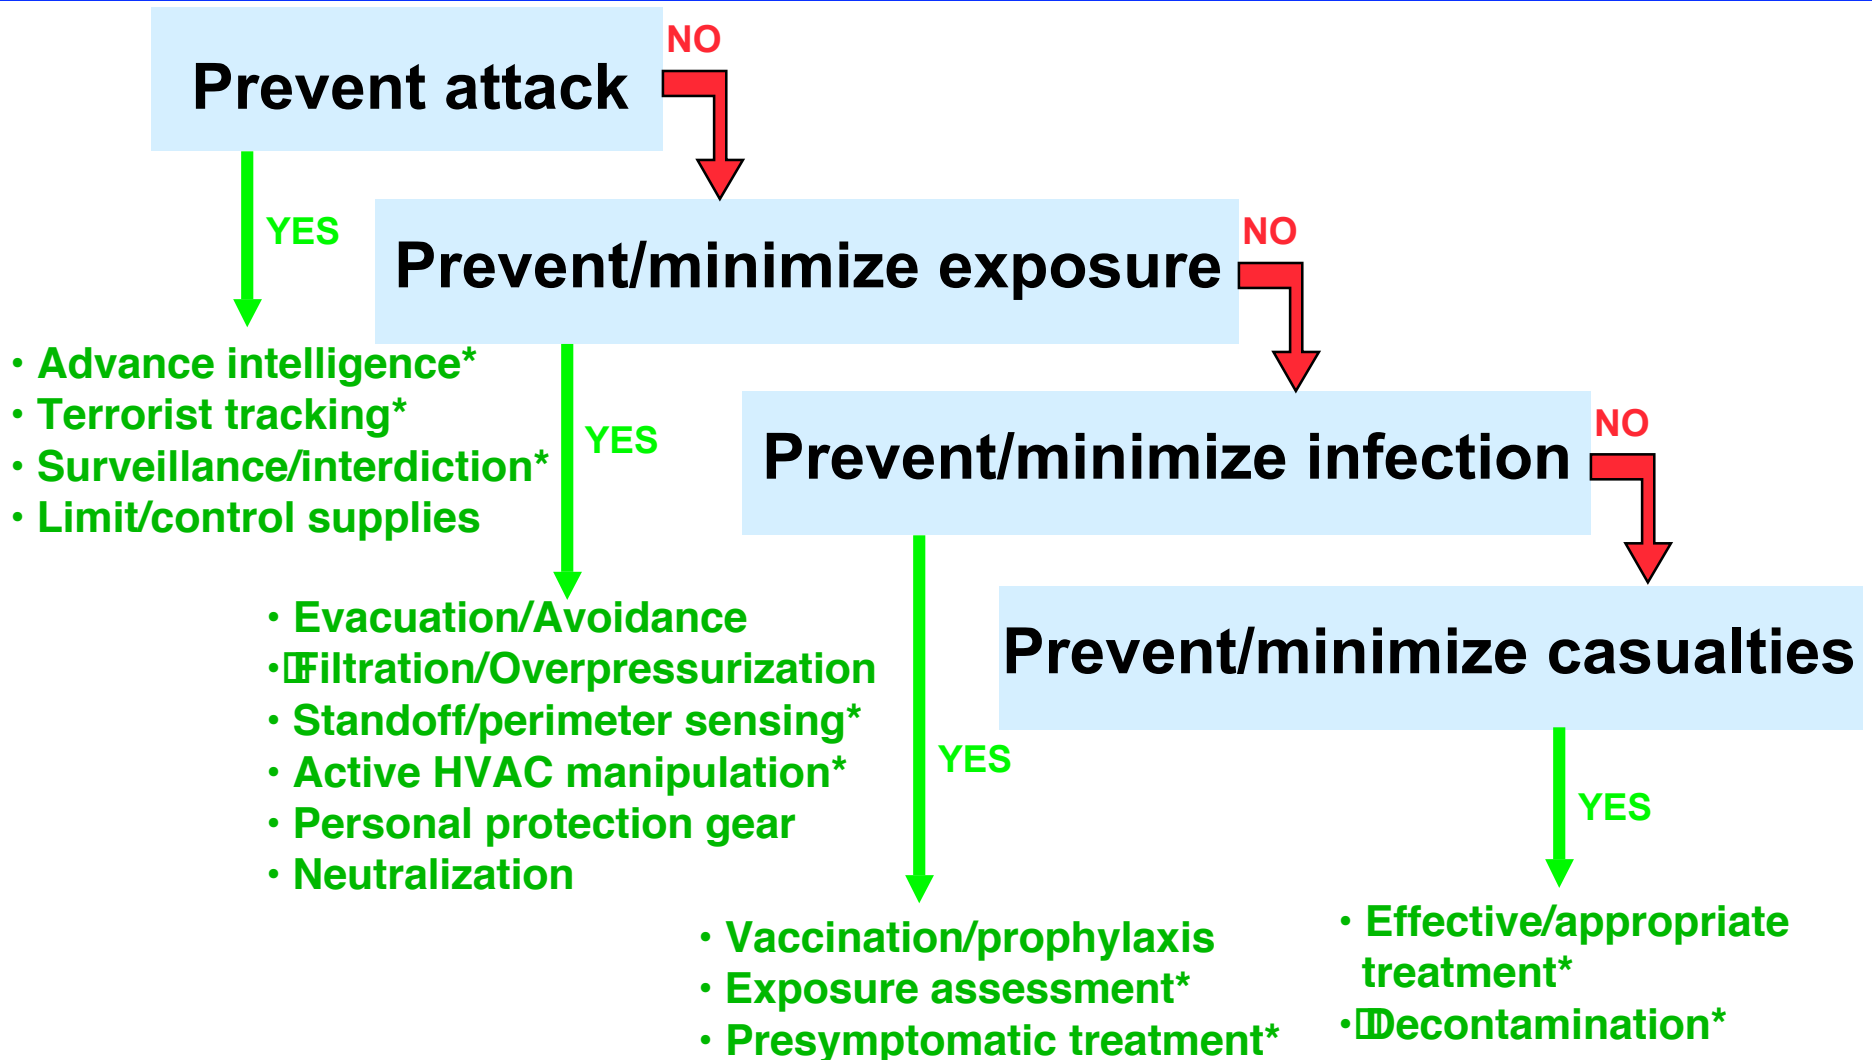 Prevent attack
NO
YES
Prevent/minimize exposure
NO
• Advance intelligence*
• Terrorist tracking*
• Surveillance/interdiction*
• Limit/control supplies
YES
Prevent/minimize infection
NO
• Evacuation/Avoidance
• Filtration/Overpressurization
• Standoff/perimeter sensing*
• Active HVAC manipulation*
• Personal protection gear
• Neutralization
Prevent/minimize casualties
YES
YES
• Vaccination/prophylaxis
• Exposure assessment*
• Presymptomatic treatment*
• Effective/appropriate
treatment*
• Decontamination*